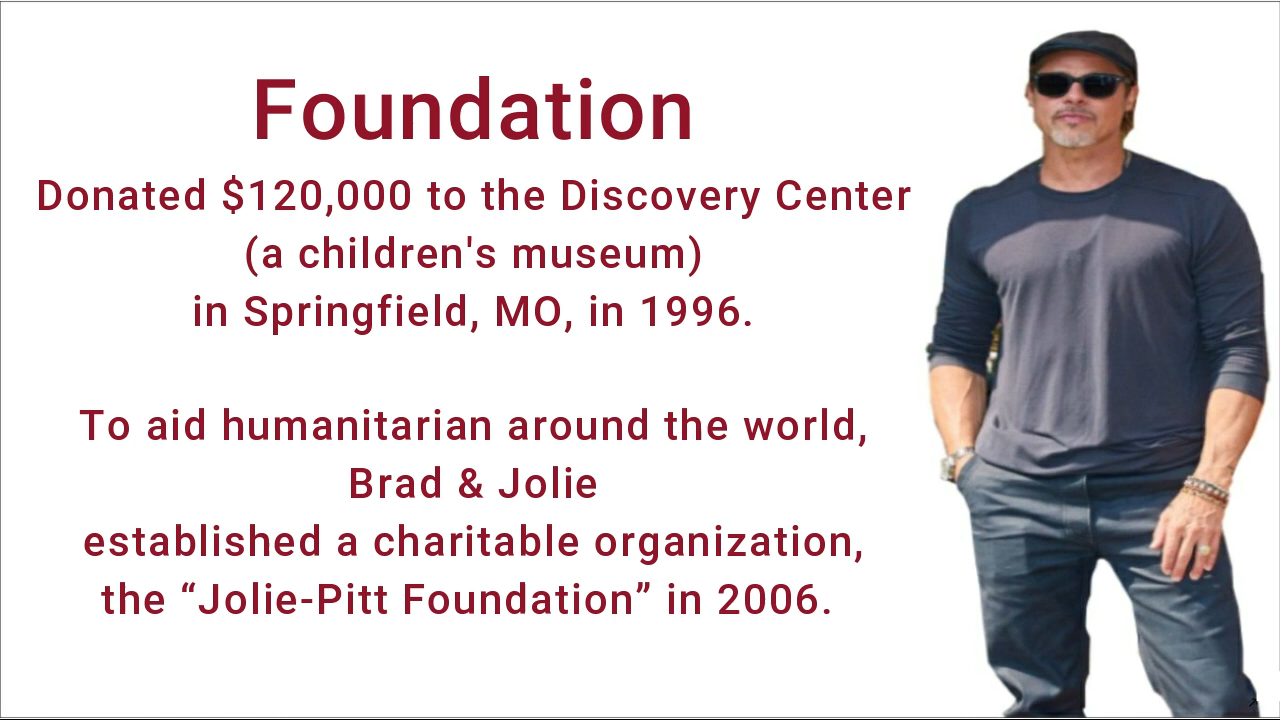 Foundation
Donated $120,000 to the Discovery Center
(a children's museum)
in Springfield, MO, in 1996.
To aid humanitarian around the world,
Brad & Jolie
established a charitable organization,
the “Jolie-Pitt Foundation” in 2006.